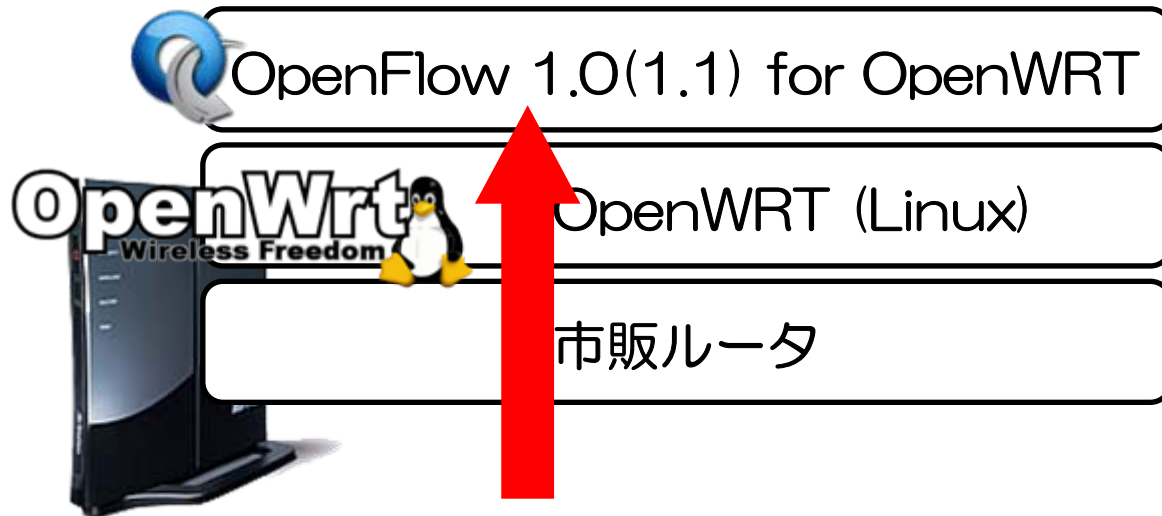 OpenFlow 1.0(1.1) for OpenWRT
OpenWrt
Wireless Freedom
OpenWRT (Linux)
市販ルータ